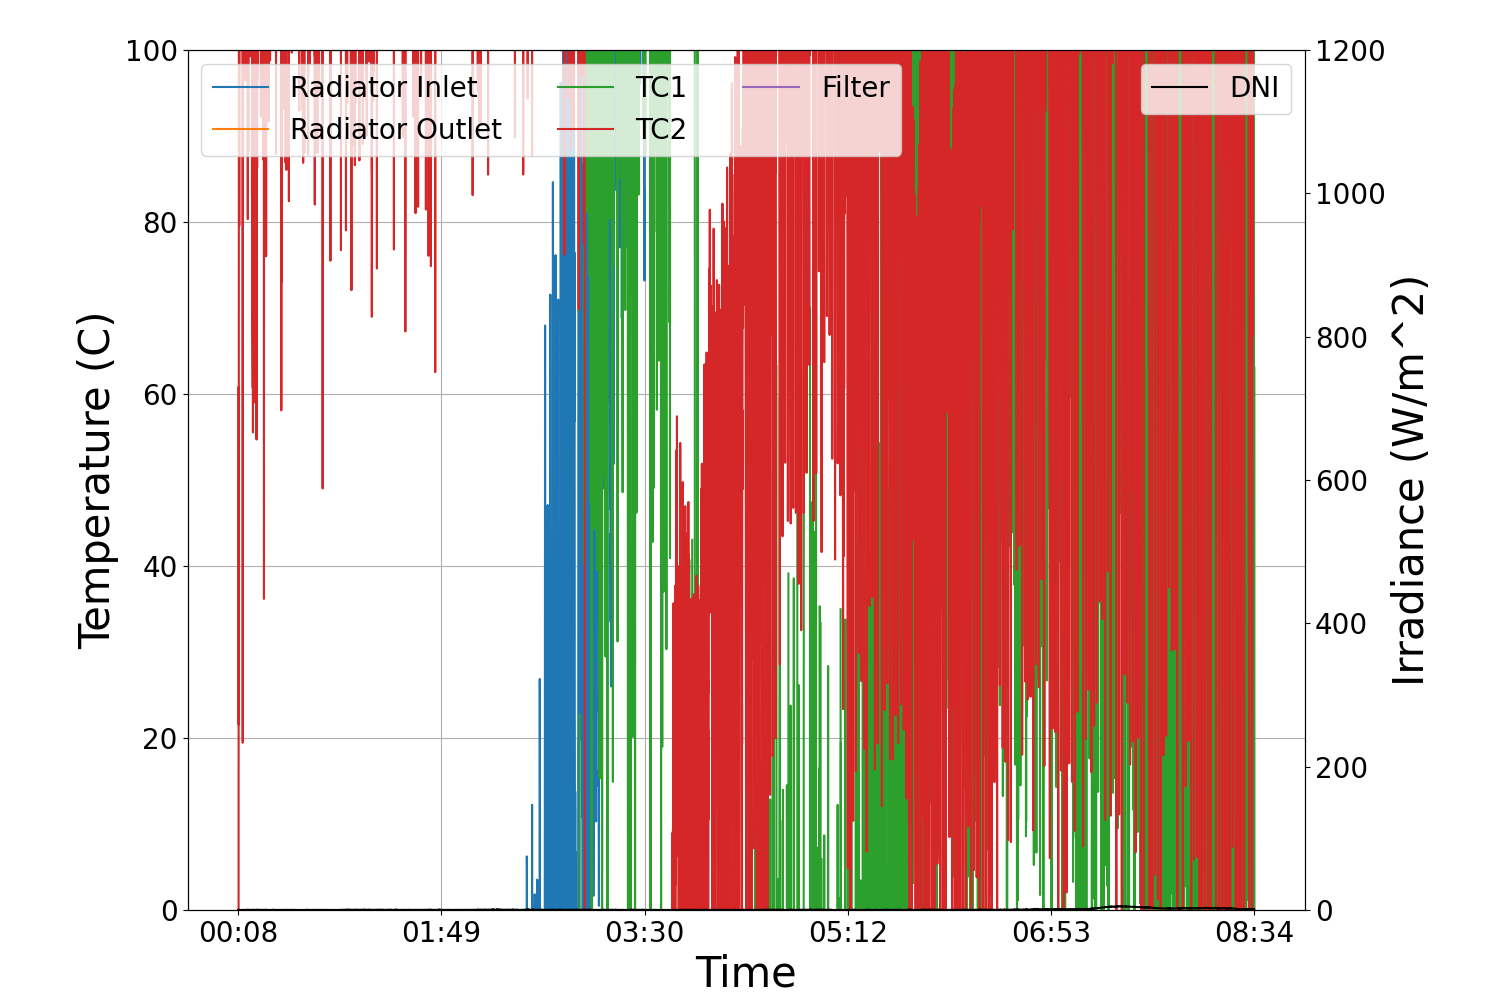 Radiator Inlet
Radiator Outlet
TC1
TC2
Filter
DNI
100
80
60
40
20
0
Temperature (C)
1200
1000
800
600
400
200
0
Irradiance (W/m^2)
00:08 01:49 03:30 05:12 06:53 08:34
Time